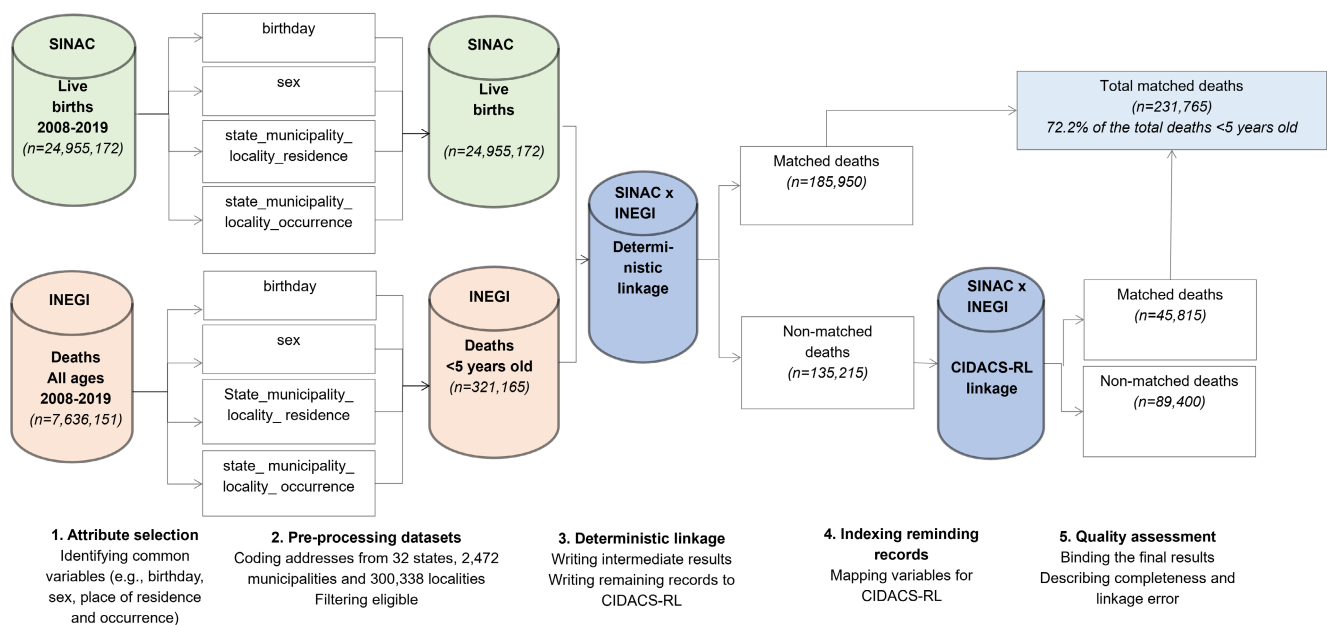 SINAC
Live
births
2008-2019
(n=24,955,172)
birthday
sex
state_municipality_
locality_residence
state_municipality_
locality_occurrence
SINAC
Live
births
(n=24,955,172)
INEGI
Deaths
All ages
2008-2019
(n=7,636,151)
birthday
sex
State_municipality_
locality_ residence
state_ municipality_
locality_ occurrence
INEGI
Deaths
<5 years old
(n=321,165)
SINAC x
INEGI
Determi-
nistic
linkage
Matched deaths
(n=185,950)
Non-matched
deaths
(n=135,215)
SINAC x
INEGI
CIDACS-RL
linkage
Matched deaths
(n=45,815)
Non-matched deaths
(n=89,400)
Total matched deaths
(n=231,765)
72.2% of the total deaths <5 years old
1. Attribute selection
Identifying common
variables (e.g., birthday,
sex, place of residence
and occurrence)
2. Pre-processing datasets
Coding addresses from 32 states, 2,472
municipalities and 300,338 localities
Filtering eligible
3. Deterministic linkage
Writing intermediate results
Writing remaining records to
CIDACS-RL
4. Indexing reminding
records
Mapping variables for
CIDACS-RL
5. Quality assessment
Binding the final results
Describing completeness and
linkage error